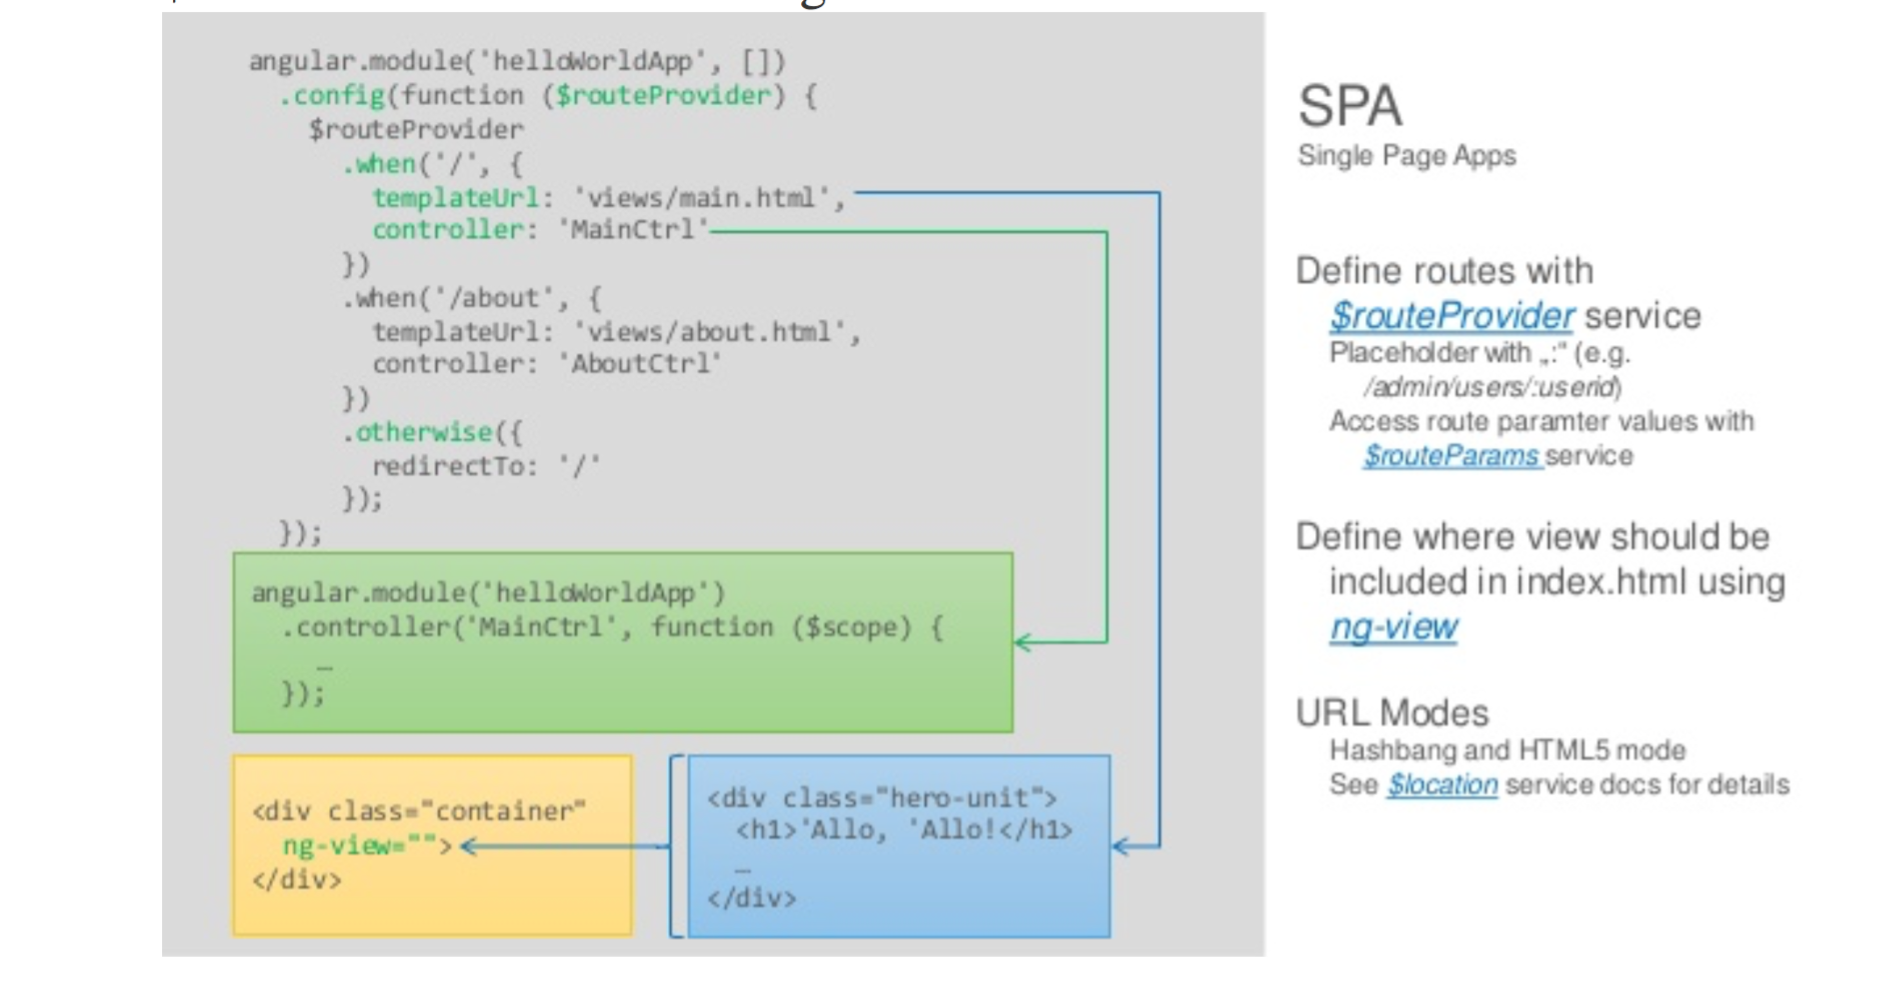 angular.module('helloWorldApp', [])
.config(function ($routeProvider) {
$routeProvider
.when('/', {
templateUrl: 'views/main.html',
controller: 'MainCtrl'
})
.when('/about', {
templateUrl: 'views/about.html',
controller: 'AboutCtrl'
})
.otherwise({
redirectTo: '/'
});
});
angular.module('helloWorldApp')
.controller('MainCtrl', function ($scope) {
…
});
<div class="container"
ng-view="">
</div>
<div class="hero-unit">
<h1>'Allo, 'Allo!</h1>
…
</div>
SPA
Single Page Apps
Define routes with
$routeProvider service
Placeholder with „:“ (e.g.
/admin/users/:userid)
Access route paramter values with
$routeParams service
Define where view should be
included in index.html using
ng-view
URL Modes
Hashbang and HTML5 mode
See $location service docs for details